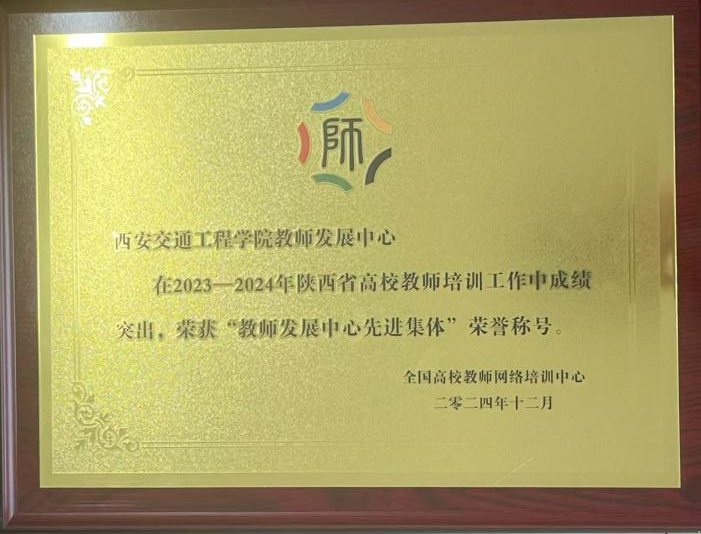 師
西安交通工程学院教师发展中心
在2023—2024年陕西省高校教师培训工作中成绩
突出，荣获“教师发展中心先进集体”荣誉称号。
全国高校教师网络培训中心
二零二四年十二月